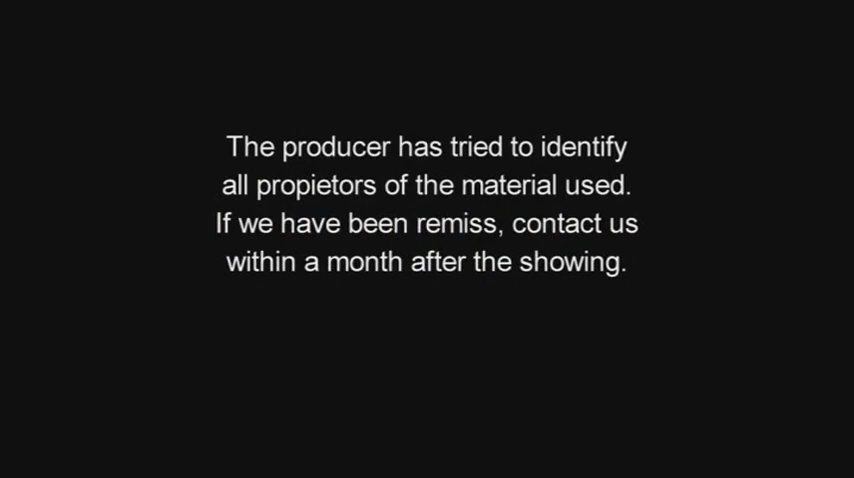 The producer has tried to identify
all propietors of the material used.
If we have been remiss, contact us
within a month after the showing.